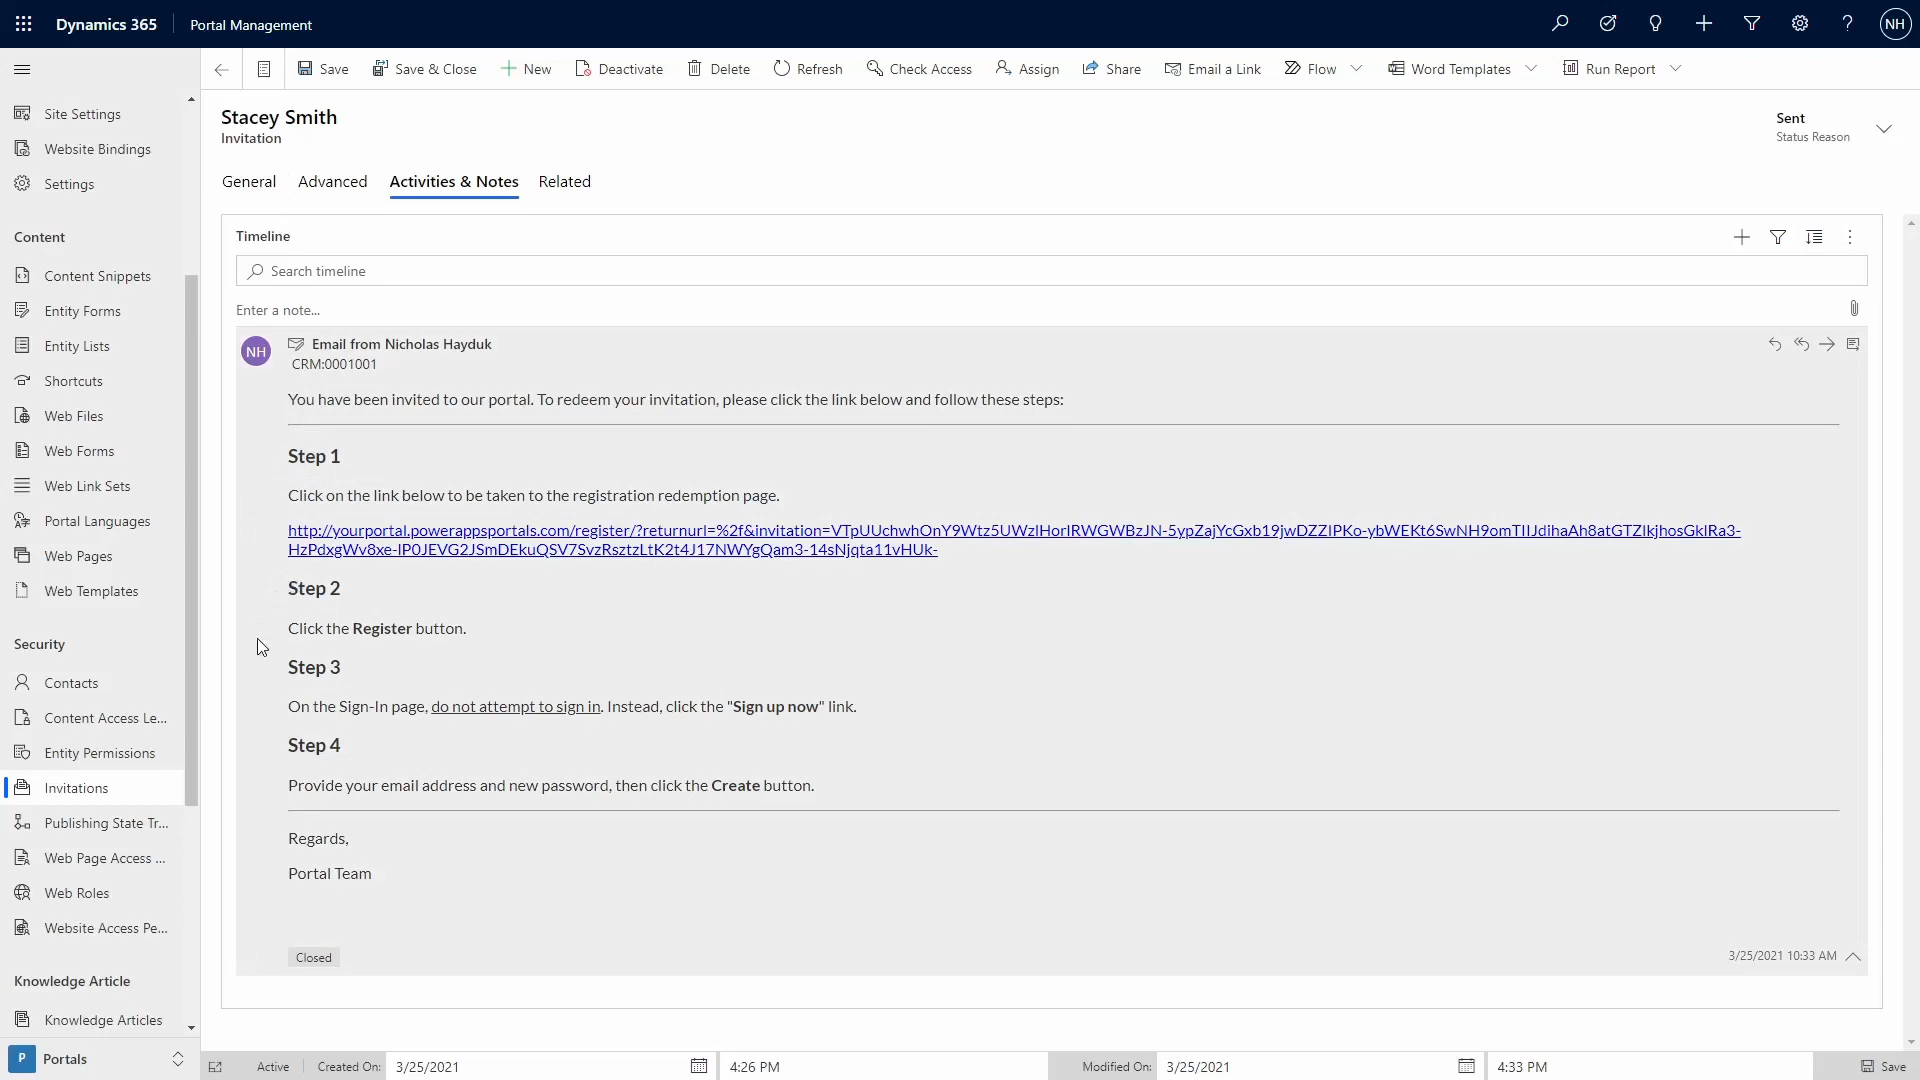 Dynamics 365
Portal Management
NH
Save
Save & Close
New
Deactivate
Delete
Refresh
Check Access
Assign
Share
Email a Link
Flow
Word Templates
Run Report
Site Settings
Website Bindings
Settings
Content
Content Snippets
Entity Forms
Entity Lists
Shortcuts
Web Files
Web Forms
Web Link Sets
Portal Languages
Web Pages
Web Templates
Security
Contacts
Content Access Le...
Entity Permissions
Invitations
Publishing State Tr...
Web Page Access ...
Web Roles
Website Access Pe...
Knowledge Article
Knowledge Articles
P Portals
Stacey Smith
Invitation
Sent
Status Reason
General Advanced Activities & Notes Related
Timeline
Search timeline
Enter a note...
NH
Email from Nicholas Hayduk
CRM:0001001
You have been invited to our portal. To redeem your invitation, please click the link below and follow these steps:
Step 1
Click on the link below to be taken to the registration redemption page.
http://yourportal.powerappsportals.com/register/?returnurl=%2f&invitation=VTpUUchwhOnY9Wtz5UWzlHorlRWGWBzJN-5ypZajYcGxb19jwDZZIPKo-ybWEKt6SwNH9omTIIJdihaAh8atGTZlkjhosGklRa3-
HzPdxgWv8xe-lP0JEVG2JSmDEkuQSV7SvzRsztzLtK2t4J17NWYgQam3-14sNjqta11vHUk-
Step 2
Click the Register button.
Step 3
On the Sign-In page, do not attempt to sign in. Instead, click the "Sign up now" link.
Step 4
Provide your email address and new password, then click the Create button.
Regards,
Portal Team
Closed
3/25/2021 10:33 AM
Active
Created On: 3/25/2021 4:26 PM
Modified On: 3/25/2021 4:33 PM
Save